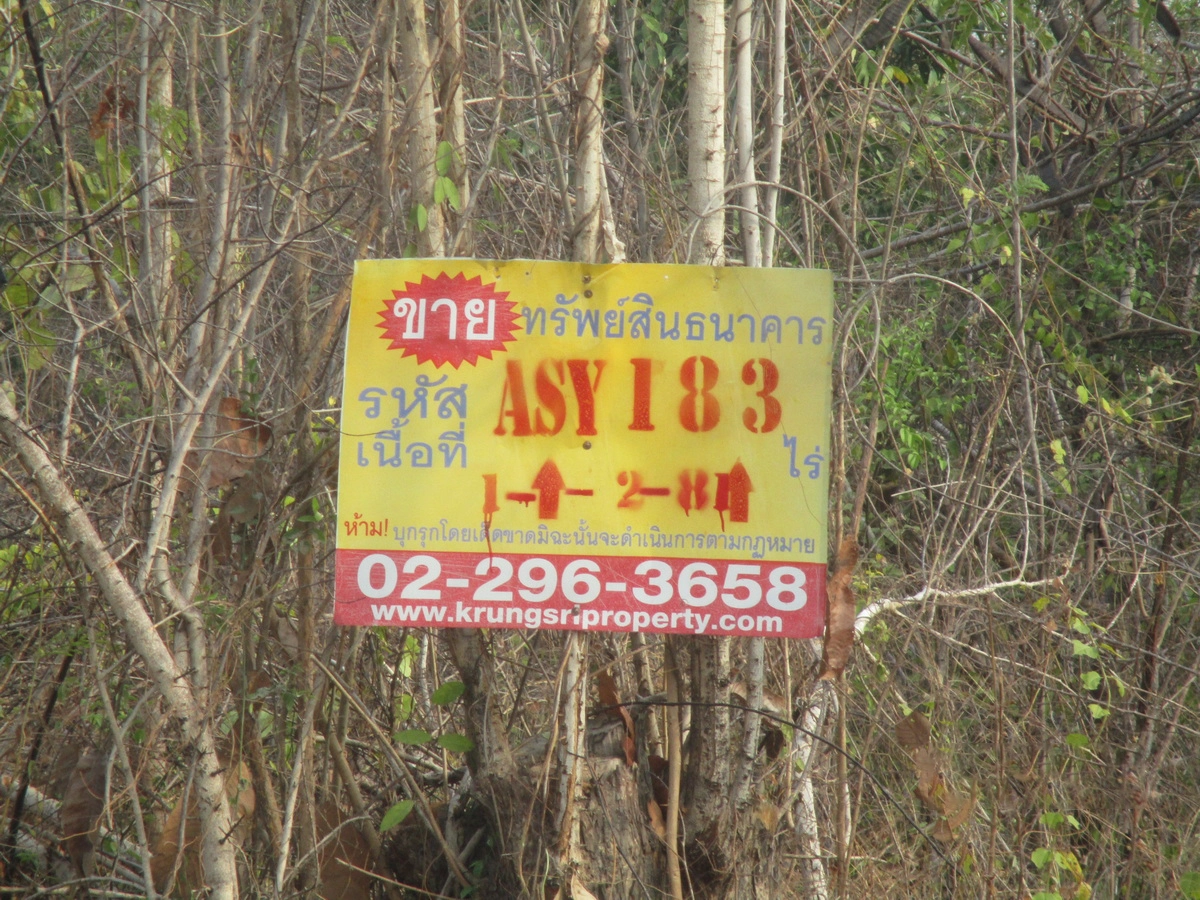 ขาย ทรัพย์สินธนาคาร
รหัส ASY 183
เนื้อที่ ไร่
1-↑- 2-8↑
ห้าม! บุกรุกโดยเด็ดขาดมิฉะนั้นจะดำเนินการตามกฎหมาย
02-296-3658
www.krungsriproperty.com